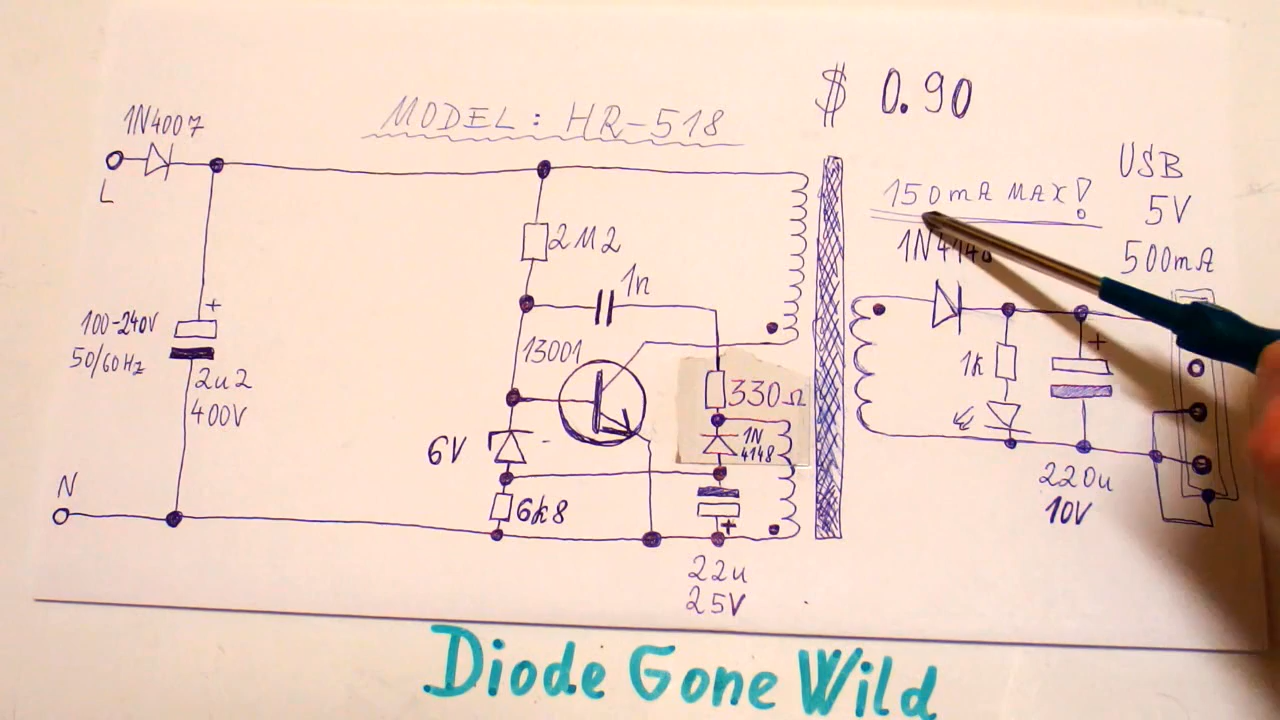 MODEL: HR-518
$ 0.90
1N4007
L
USB
5V
500mA
150mA MAX!
2M2
1n
100-240V
50/60Hz
2u2
400V
13001
330Ω
1N
4148
1k
+
+
6V
6k8
N
+
22u
25V
220u
10V
Diode Gone Wild